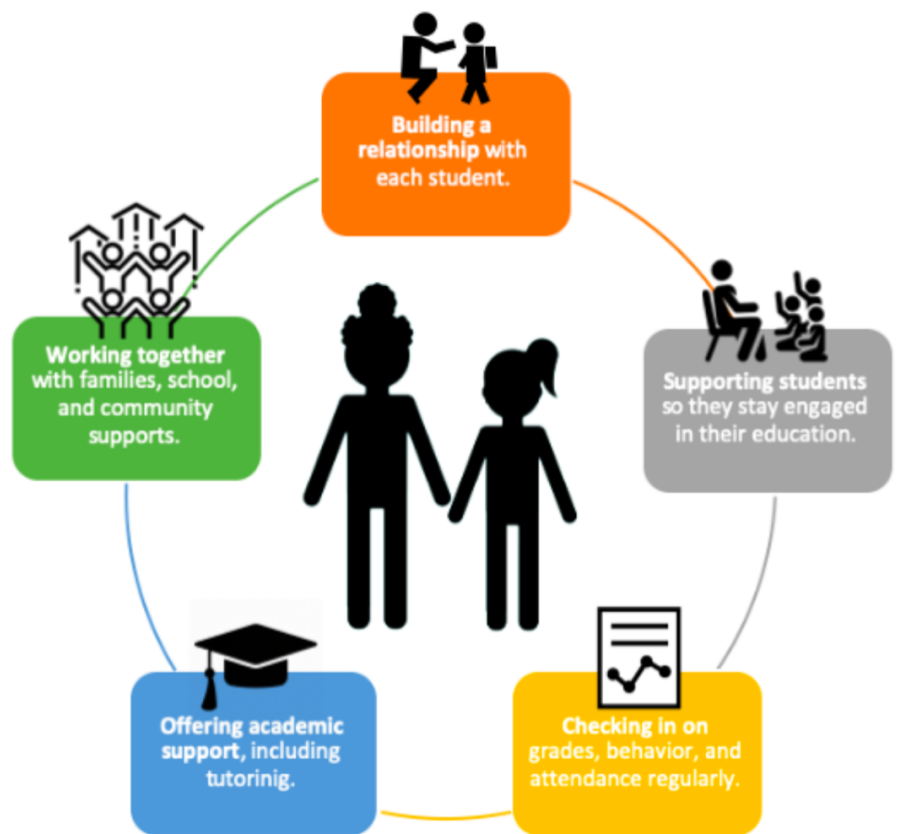 Building a
relationship with
each student.
Supporting students
so they stay engaged
in their education.
Checking in on
grades, behavior, and
attendance regularly.
Offering academic
support, including
tutorinig.
Working together
with families, school,
and community
supports.